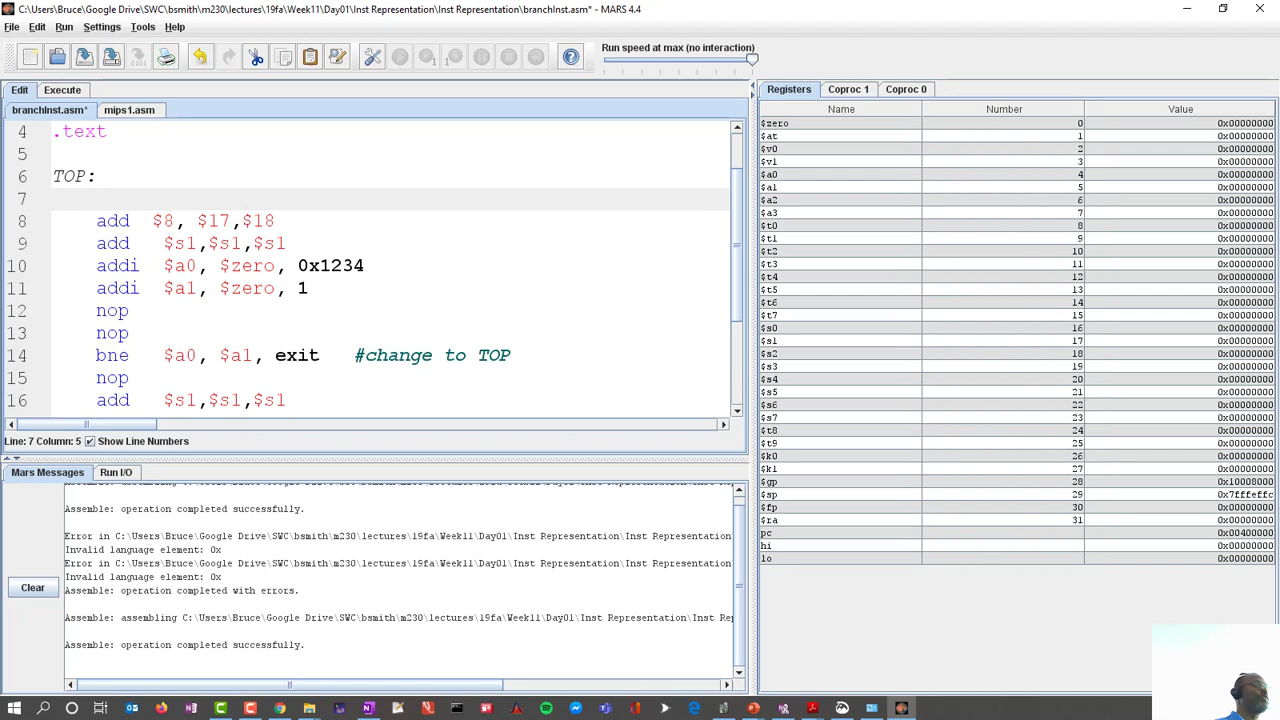 C:\Users\Bruce\Google Drive\SWC\bsmith\m230\lectures\19fa\Week11\Day01\Inst Representation\Inst Representation\branchInst.asm* - MARS 4.4
File Edit Run Settings Tools Help
Run speed at max (no interaction)
Edit Execute
branchInst.asm* mips1.asm
4 .text
5
6 TOP:
7
8 add $8, $17,$18
9 add $s1,$s1,$s1
10 addi $a0, $zero, 0x1234
11 addi $a1, $zero, 1
12 nop
13 nop
14 bne $a0, $a1, exit #change to TOP
15 nop
16 add $s1,$s1,$s1
Line: 7 Column: 5 Show Line Numbers
Mars Messages Run I/O
Assemble: operation completed successfully.
Error in C:\Users\Bruce\Google Drive\SWC\bsmith\m230\lectures\19fa\Week11\Day01\Inst Representation\Inst Representation
Invalid language element: 0x
Error in C:\Users\Bruce\Google Drive\SWC\bsmith\m230\lectures\19fa\Week11\Day01\Inst Representation\Inst Representation
Invalid language element: 0x
Assemble: operation completed with errors.
Assemble: assembling C:\Users\Bruce\Google Drive\SWC\bsmith\m230\lectures\19fa\Week11\Day01\Inst Representation\Inst Rep
Assemble: operation completed successfully.
Clear
Registers Coproc 1 Coproc 0
Name Number Value
$zero 0 0x00000000
$at 1 0x00000000
$v0 2 0x00000000
$v1 3 0x00000000
$a0 4 0x00000000
$a1 5 0x00000000
$a2 6 0x00000000
$a3 7 0x00000000
$t0 8 0x00000000
$t1 9 0x00000000
$t2 10 0x00000000
$t3 11 0x00000000
$t4 12 0x00000000
$t5 13 0x00000000
$t6 14 0x00000000
$t7 15 0x00000000
$s0 16 0x00000000
$s1 17 0x00000000
$s2 18 0x00000000
$s3 19 0x00000000
$s4 20 0x00000000
$s5 21 0x00000000
$s6 22 0x00000000
$s7 23 0x00000000
$t8 24 0x00000000
$t9 25 0x00000000
$k0 26 0x00000000
$k1 27 0x00000000
$gp 28 0x10008000
$sp 29 0x7fffeffc
$fp 30 0x00000000
$ra 31 0x00000000
pc 0x00400000
hi 0x00000000
lo 0x00000000